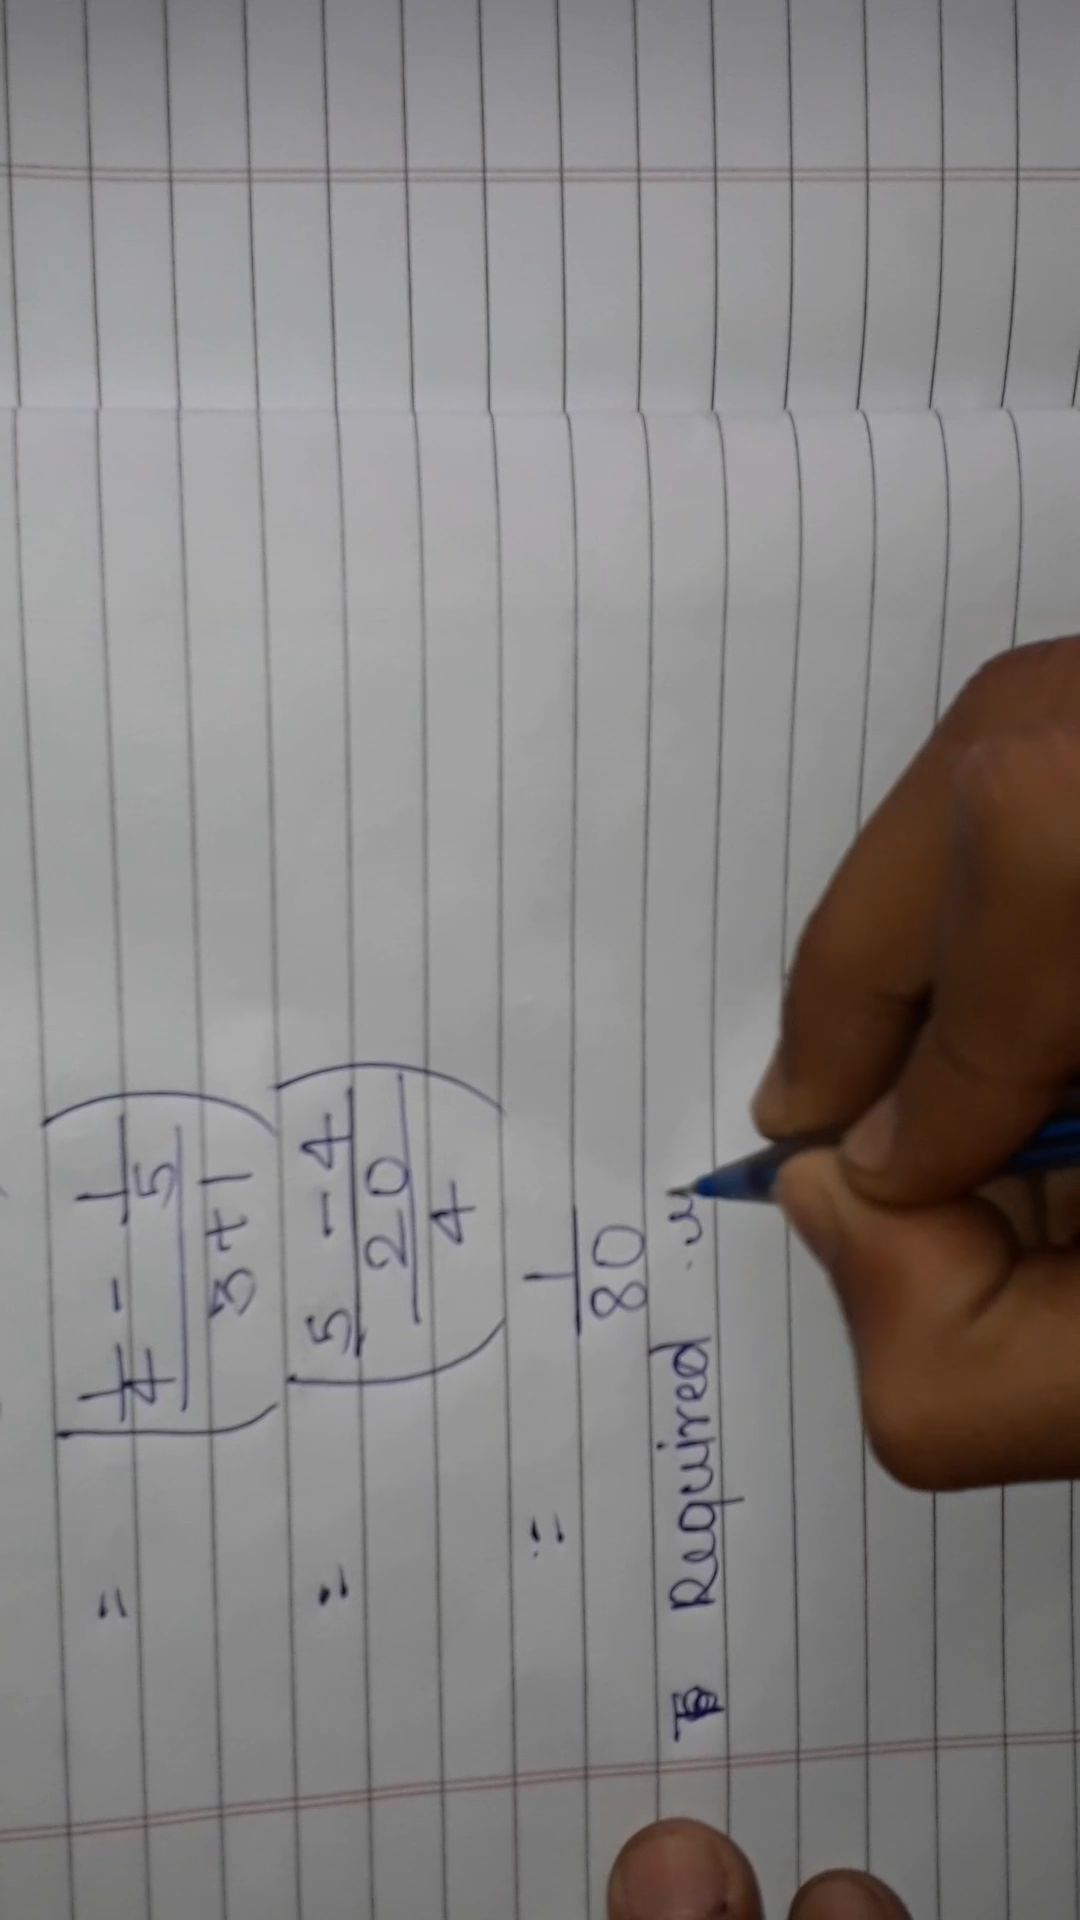 = (1/4 - 1/5 / 3+1)
= (5 - 4 / 20 / 4)
= 1/80
Required